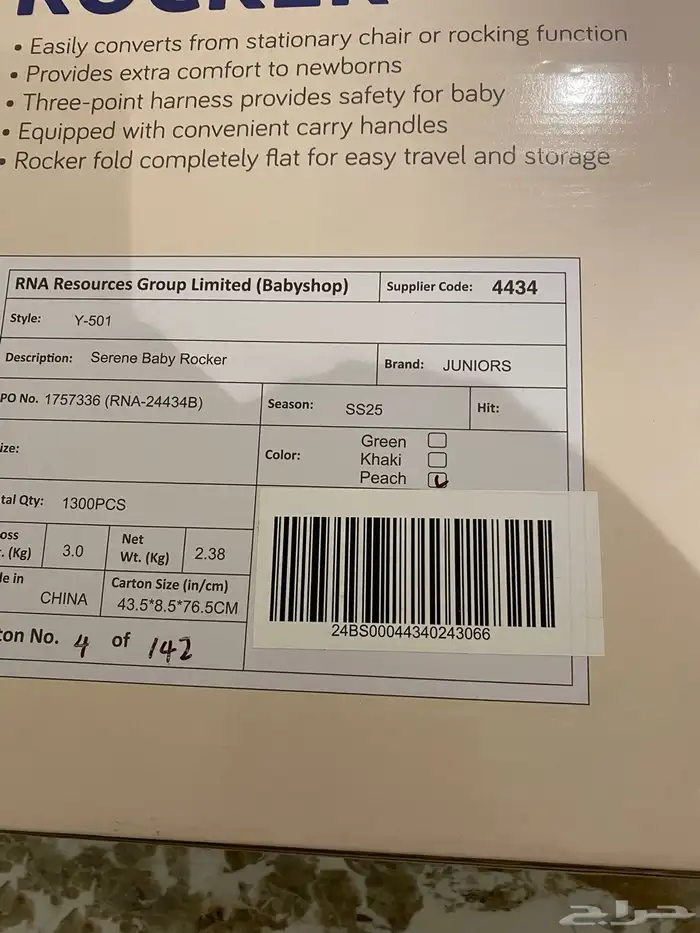 ROCKER
• Easily converts from stationary chair or rocking function
• Provides extra comfort to newborns
• Three-point harness provides safety for baby
• Equipped with convenient carry handles
• Rocker fold completely flat for easy travel and storage
RNA Resources Group Limited (Babyshop) Supplier Code: 4434
Style: Y-501
Description: Serene Baby Rocker Brand: JUNIORS
PO No. 1757336 (RNA-24434B) Season: SS25 Hit:
ize: Color: Green
Khaki
Peach
tal Qty: 1300PCS
oss
. (Kg) 3.0 Net
Wt. (Kg) 2.38
de in
CHINA Carton Size (in/cm)
43.5*8.5*76.5CM
ton No. 4 of 142
24BS00044340243066
حراج